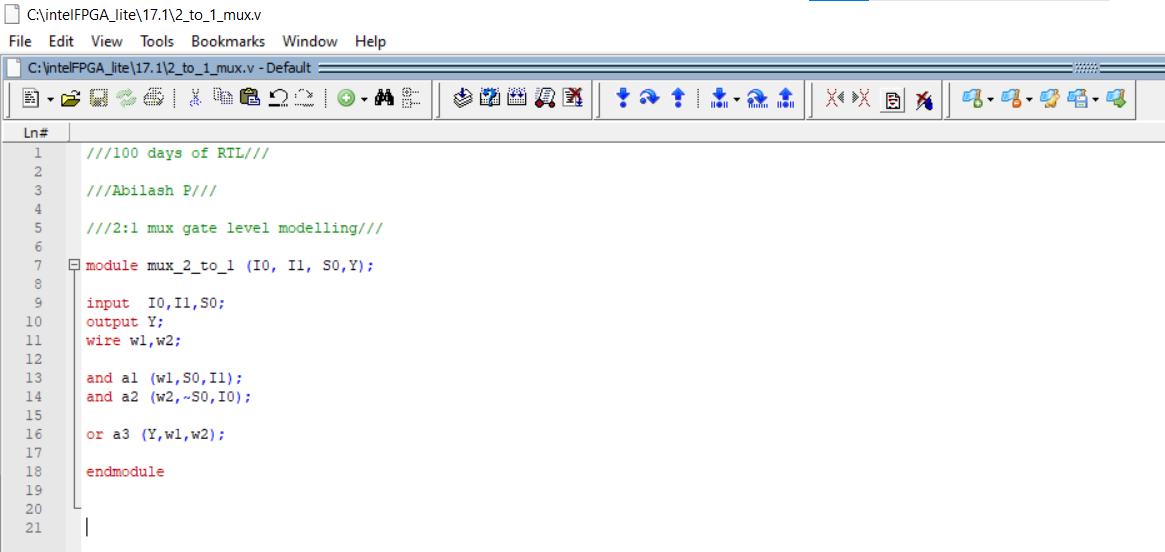 C:\intelFPGA_lite\17.1\2_to_1_mux.v
File Edit View Tools Bookmarks Window Help
C:\intelFPGA_lite\17.1\2_to_1_mux.v - Default
Ln#
1 ///100 days of RTL///
2
3 ///Abilash P///
4
5 ///2:1 mux gate level modelling///
6
7 module mux_2_to_1 (I0, I1, S0,Y);
8
9 input  I0,I1,S0;
10 output Y;
11 wire w1,w2;
12
13 and a1 (w1,S0,I1);
14 and a2 (w2,~S0,I0);
15
16 or a3 (Y,w1,w2);
17
18 endmodule
19
20
21